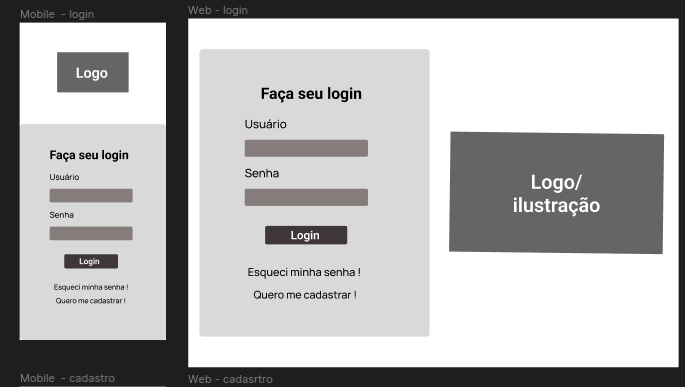 Mobile - login
Logo
Faça seu login
Usuário
Senha
Login
Esqueci minha senha !
Quero me cadastrar !
Mobile - cadastro
Web - login
Faça seu login
Usuário
Senha
Login
Esqueci minha senha !
Quero me cadastrar !
Logo/
ilustração
Web - cadasrtro